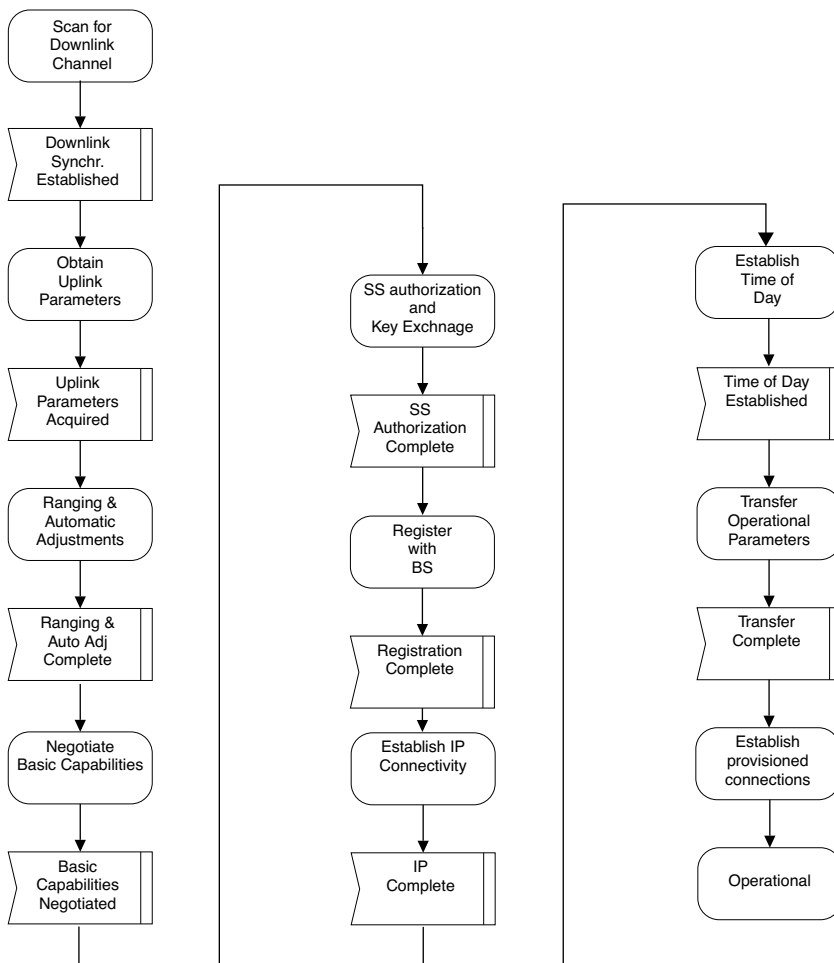 Scan for
Downlink
Channel
Downlink
Synchr.
Established
Obtain
Uplink
Parameters
Uplink
Parameters
Acquired
Ranging &
Automatic
Adjustments
Ranging &
Auto Adj
Complete
Negotiate
Basic Capabilities
Basic
Capabilities
Negotiated
SS authorization
and
Key Exchnage
SS
Authorization
Complete
Register
with
BS
Registration
Complete
Establish IP
Connectivity
IP
Complete
Establish
Time of
Day
Time of Day
Established
Transfer
Operational
Parameters
Transfer
Complete
Establish
provisioned
connections
Operational